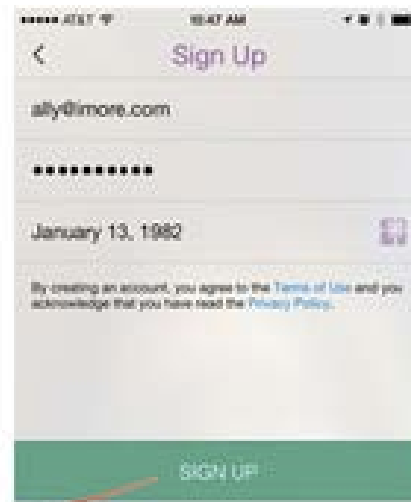 AT&T 10:47 AM
Sign Up
ally@imore.com
••••••••••
January 13, 1982
By creating an account, you agree to the Terms of Use and you
acknowledge that you have read the Privacy Policy.
SIGN UP